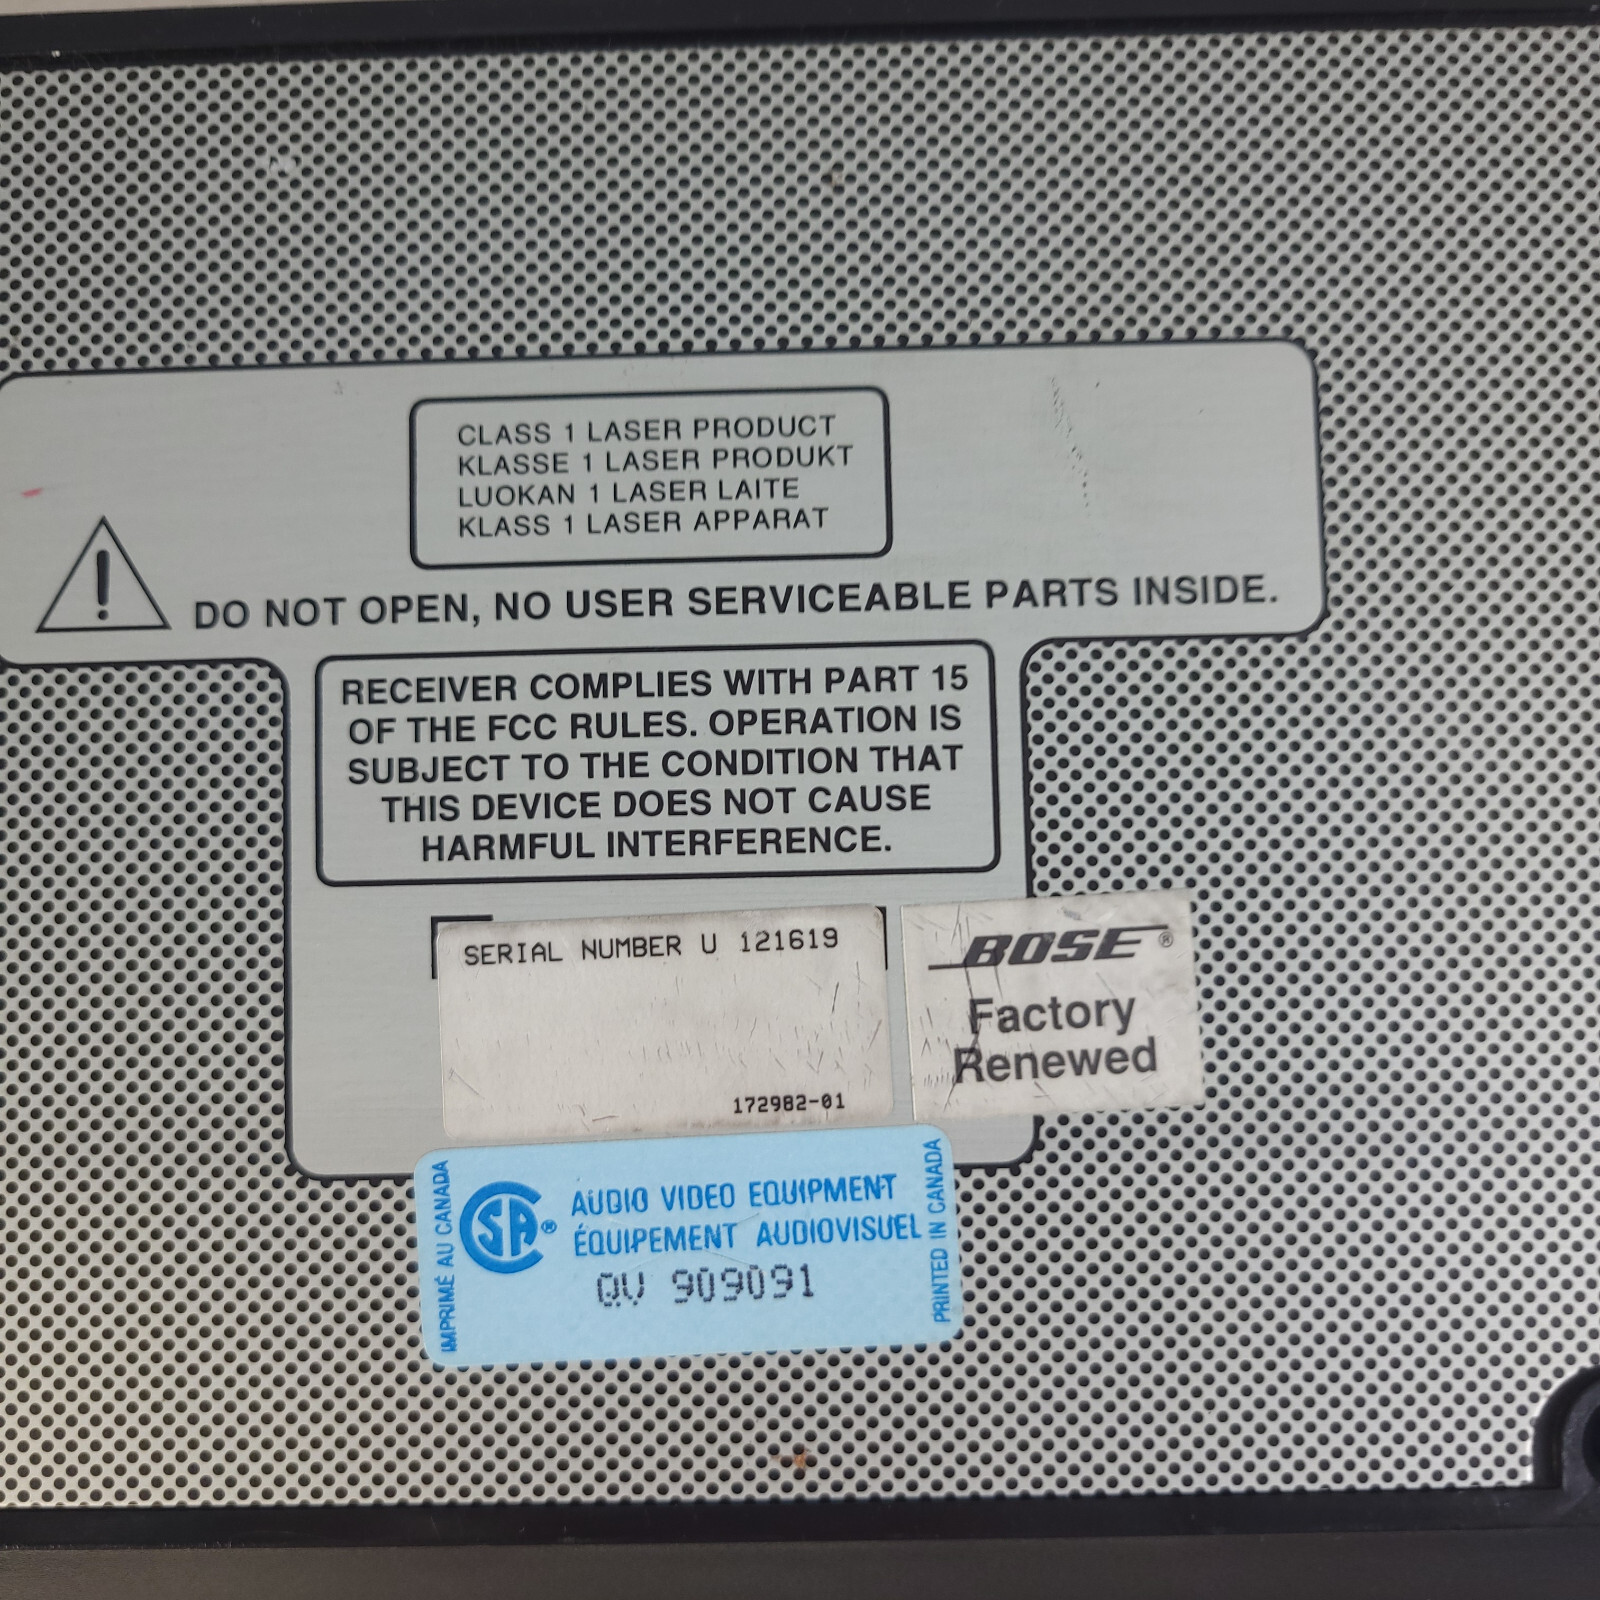 CLASS 1 LASER PRODUCT
KLASSE 1 LASER PRODUKT
LUOKAN 1 LASER LAITE
KLASS 1 LASER APPARAT
!
DO NOT OPEN, NO USER SERVICEABLE PARTS INSIDE.
RECEIVER COMPLIES WITH PART 15
OF THE FCC RULES. OPERATION IS
SUBJECT TO THE CONDITION THAT
THIS DEVICE DOES NOT CAUSE
HARMFUL INTERFERENCE.
SERIAL NUMBER U 121619
172982-01
BOSE®
Factory
Renewed
IMPRIMÉ AU CANADA
SA®
AUDIO VIDEO EQUIPMENT
ÉQUIPEMENT AUDIOVISUEL
QV 909091
PRINTED IN CANADA